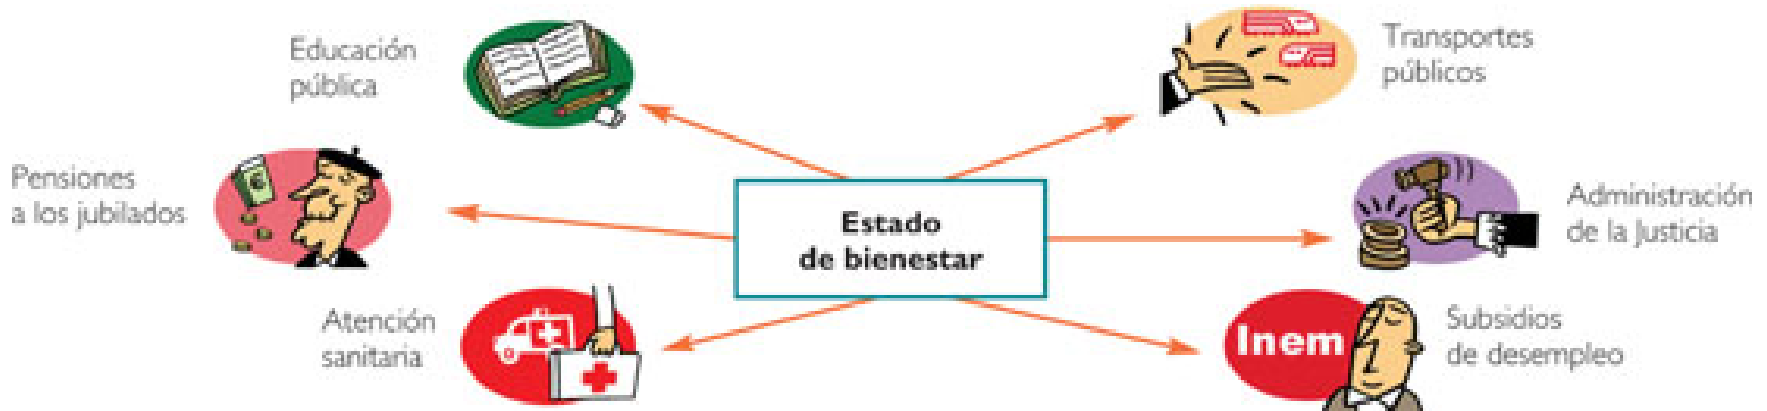 Educación
pública
Transportes
públicos
Pensiones
a los jubilados
€
Estado
de bienestar
Administración
de la Justicia
Atención
sanitaria
Inem
Subsidios
de desempleo